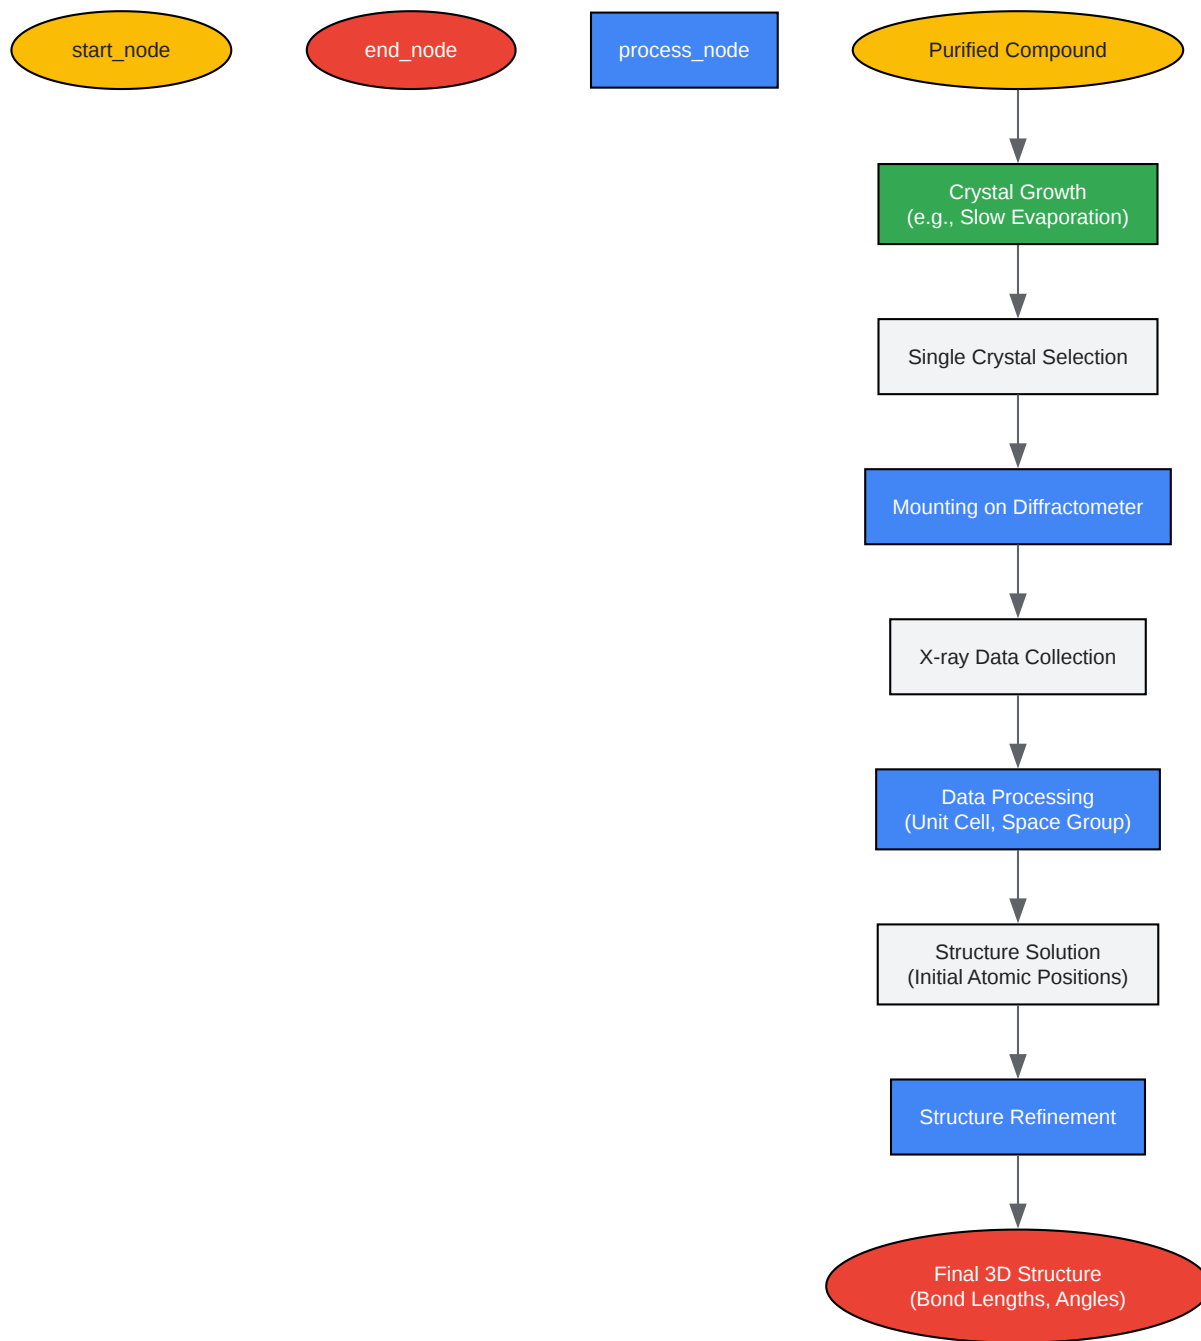 start_node
end_node
process_node
Purified Compound
Crystal Growth
(e.g., Slow Evaporation)
Single Crystal Selection
Mounting on Diffractometer
X-ray Data Collection
Data Processing
(Unit Cell, Space Group)
Structure Solution
(Initial Atomic Positions)
Structure Refinement
Final 3D Structure
(Bond Lengths, Angles)